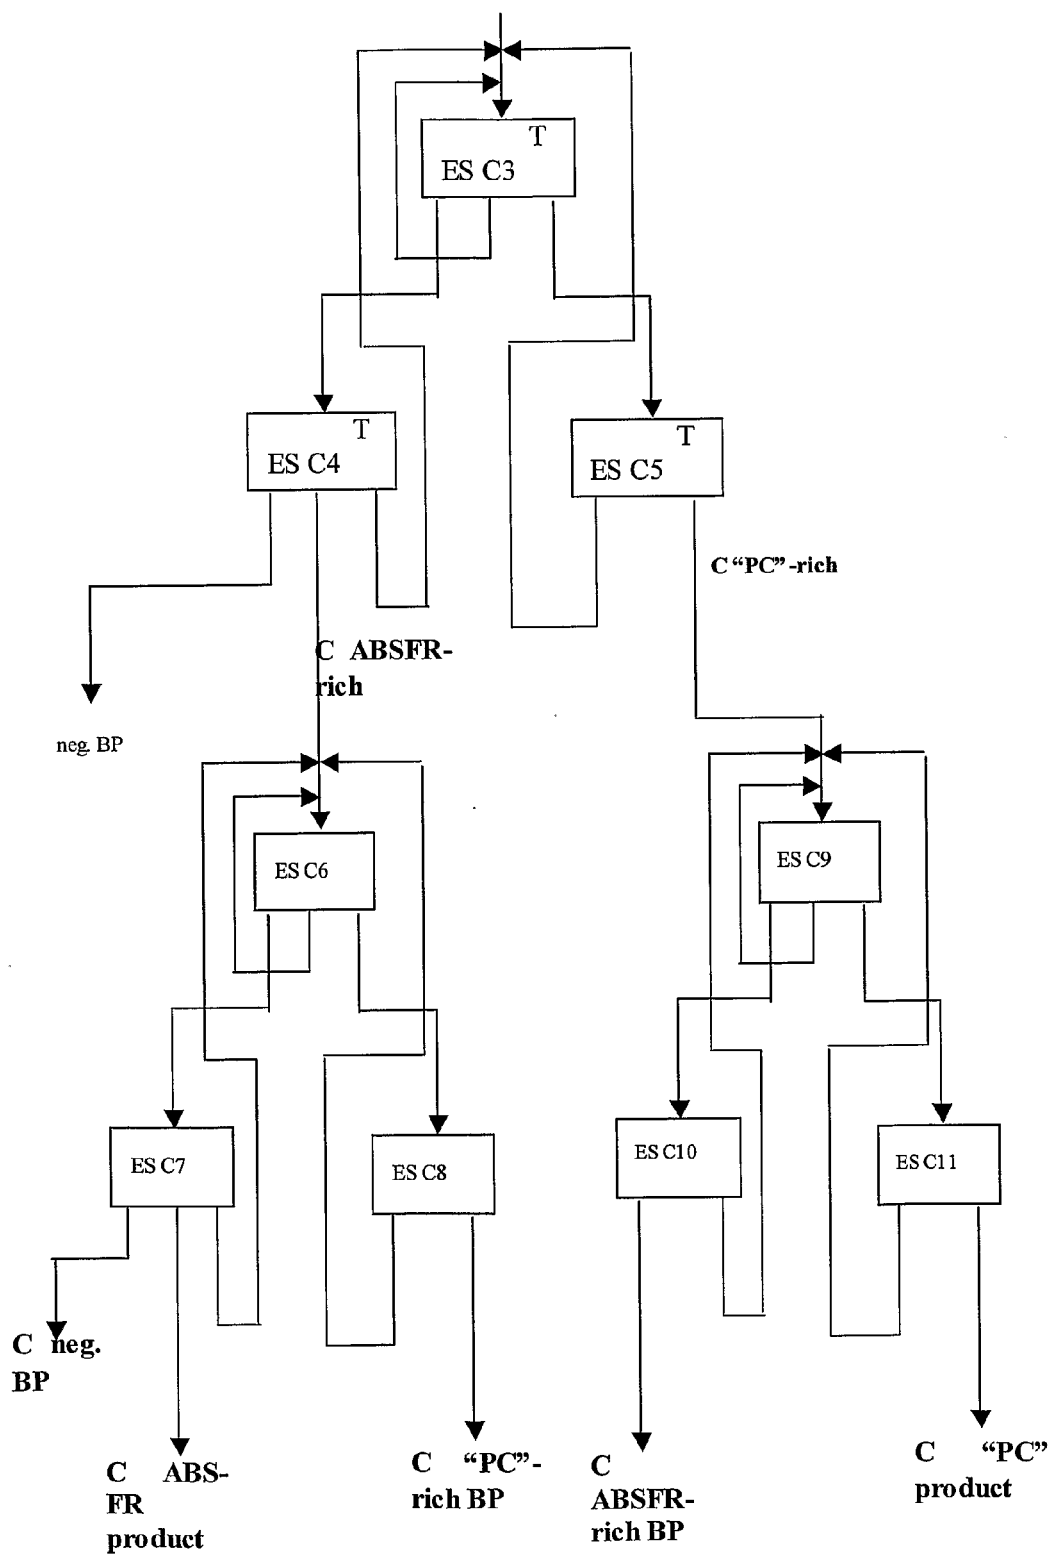 T
ES C3
T
ES C4
T
ES C5
C “PC”-rich
C ABSFR-
rich
neg. BP
ES C6
ES C9
ES C7
ES C8
ES C10
ES C11
C neg.
BP
C ABS-
FR
product
C “PC”-
rich BP
C
ABSFR-
rich BP
C “PC”
product